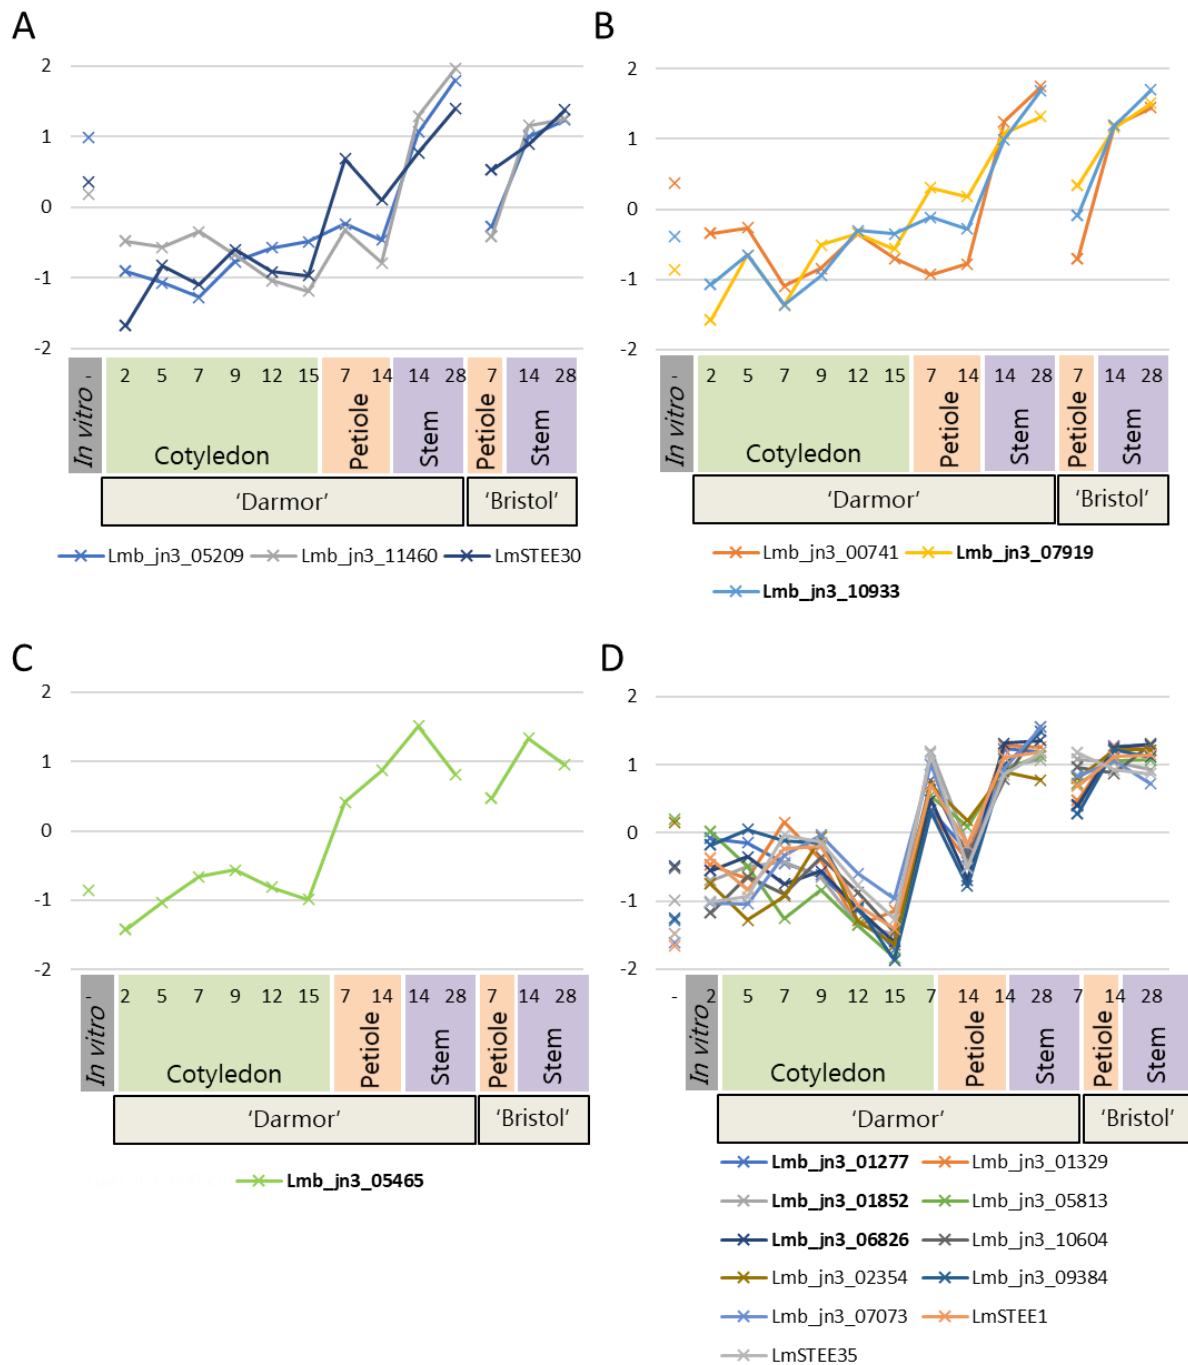 A
2
1
0
-1
-2
- 2 5 7 9 12 15 7 14 14 28 7 14 28
In vitro Cotyledon Petiole Stem Petiole Stem
'Darmor' 'Bristol'
Lmb_jn3_05209 Lmb_jn3_11460 LmSTEE30
B
2
1
0
-1
-2
- 2 5 7 9 12 15 7 14 14 28 7 14 28
In vitro Cotyledon Petiole Stem Petiole Stem
'Darmor' 'Bristol'
Lmb_jn3_00741 Lmb_jn3_07919
Lmb_jn3_10933
C
2
1
0
-1
-2
- 2 5 7 9 12 15 7 14 14 28 7 14 28
In vitro Cotyledon Petiole Stem Petiole Stem
'Darmor' 'Bristol'
Lmb_jn3_05465
D
2
1
0
-1
-2
- 2 5 7 9 12 15 7 14 14 28 7 14 28
In vitro Cotyledon Petiole Stem Petiole Stem
'Darmor' 'Bristol'
Lmb_jn3_01277 Lmb_jn3_01329
Lmb_jn3_01852 Lmb_jn3_05813
Lmb_jn3_06826 Lmb_jn3_10604
Lmb_jn3_02354 Lmb_jn3_09384
Lmb_jn3_07073 LmSTEE1
LmSTEE35